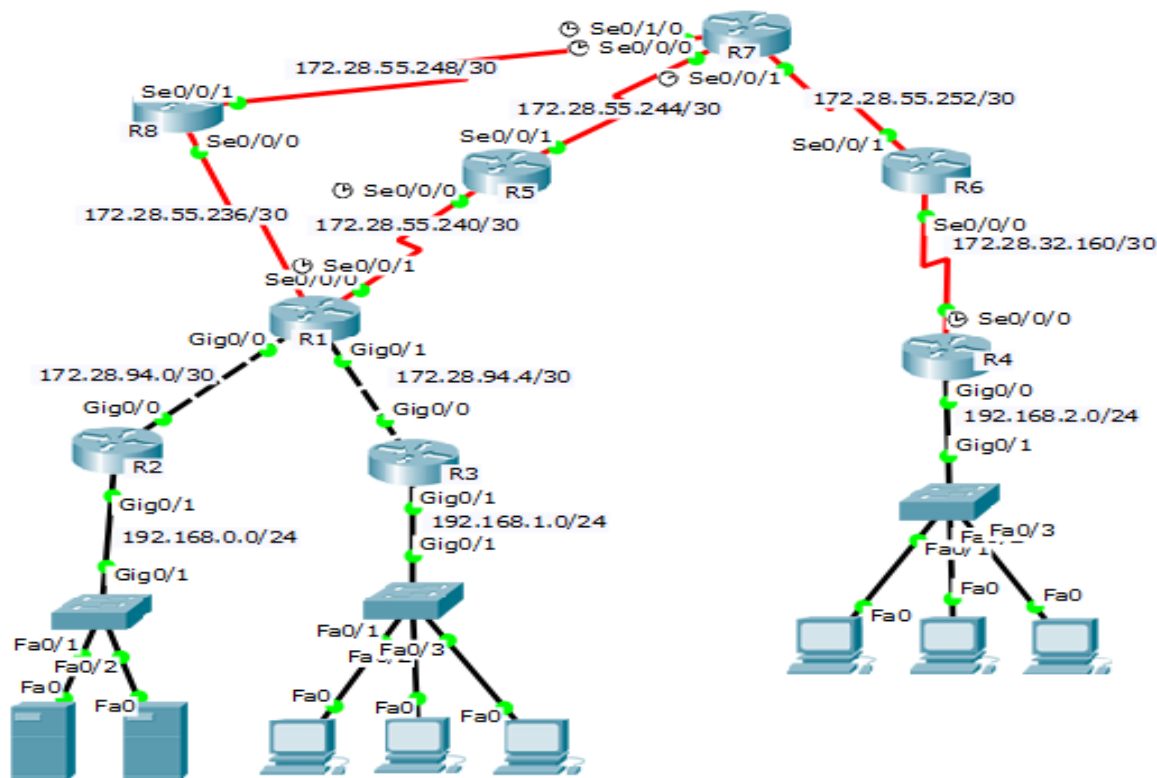 Se0/1/0
Se0/0/0
R7
172.28.55.248/30
Se0/0/1
Se0/0/1
172.28.55.244/30
172.28.55.252/30
R8
Se0/0/0
Se0/0/1
R5
Se0/0/1
R6
Se0/0/0
172.28.55.236/30
172.28.55.240/30
Se0/0/0
172.28.32.160/30
Se0/0/1
Se0/0/0
R1
Se0/0/0
R4
Gig0/0
Gig0/1
172.28.94.0/30
172.28.94.4/30
Gig0/0
192.168.2.0/24
Gig0/0
Gig0/0
Gig0/1
R2
R3
Gig0/1
Gig0/1
192.168.0.0/24
192.168.1.0/24
Gig0/1
Gig0/1
Fa0/3
Fa0/1
Fa0
Fa0
Fa0
Fa0/1
Fa0/2
Fa0
Fa0
Fa0/1
Fa0/3
Fa0
Fa0
Fa0